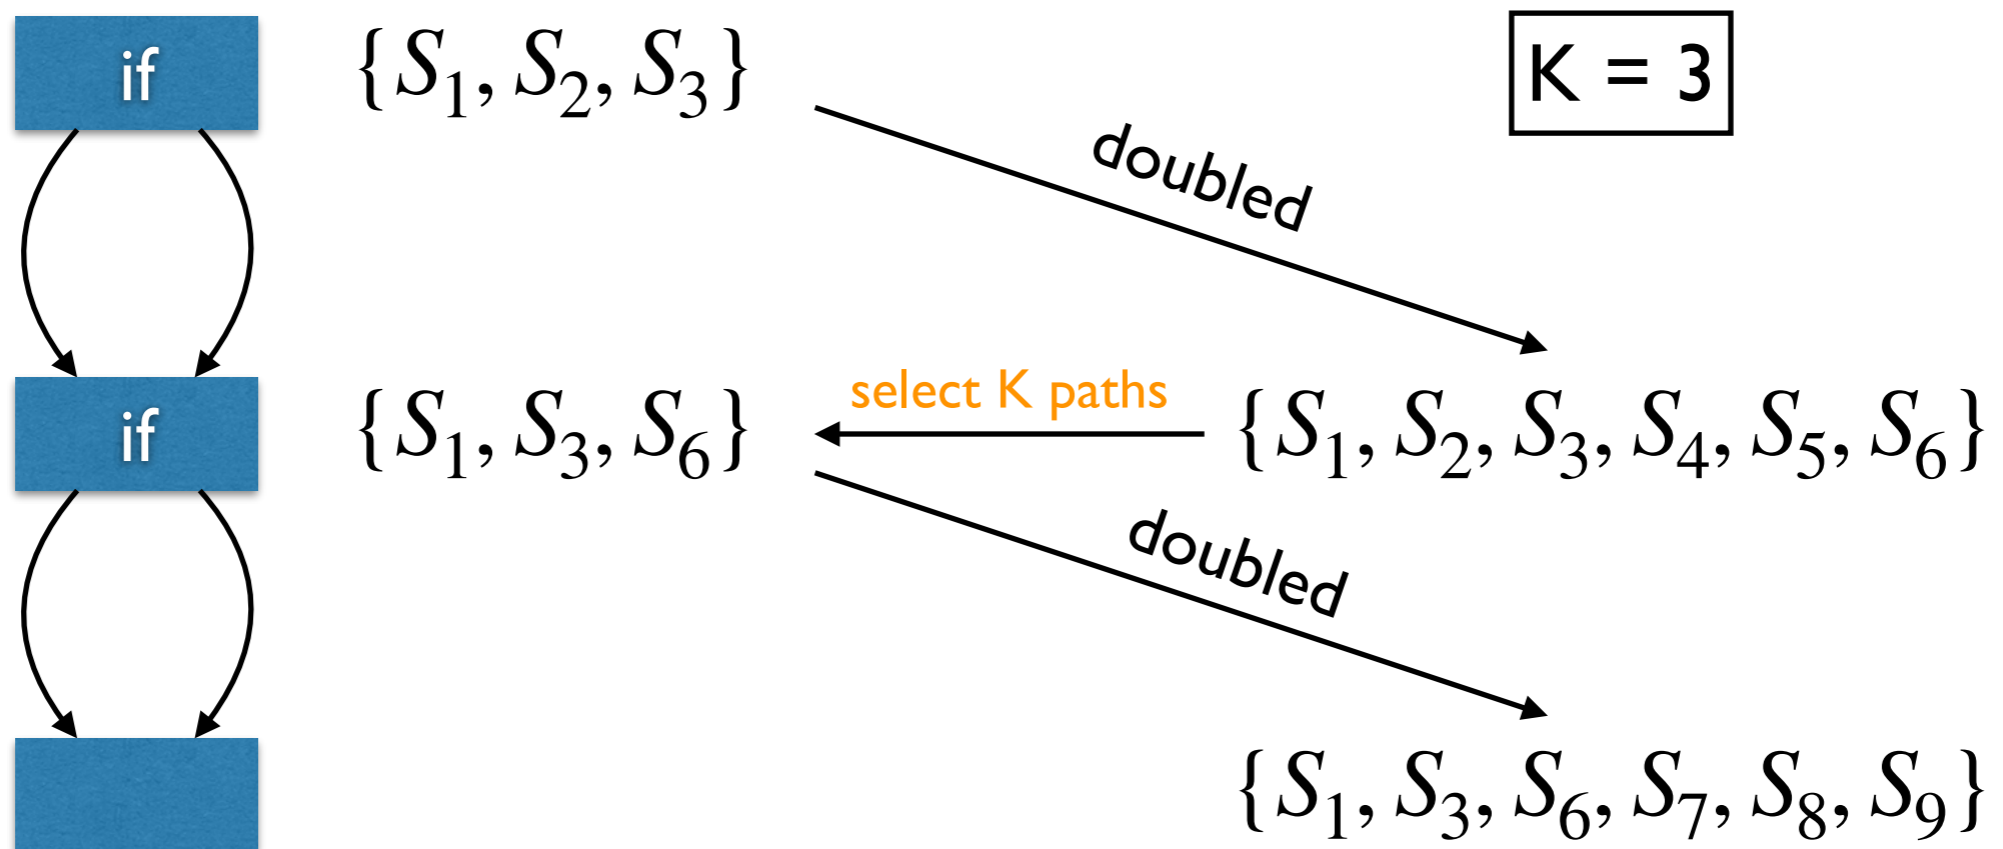 if
{S₁, S₂, S₃}
K = 3
doubled
if
{S₁, S₃, S₆}
select K paths
{S₁, S₂, S₃, S₄, S₅, S₆}
doubled
{S₁, S₃, S₆, S₇, S₈, S₉}